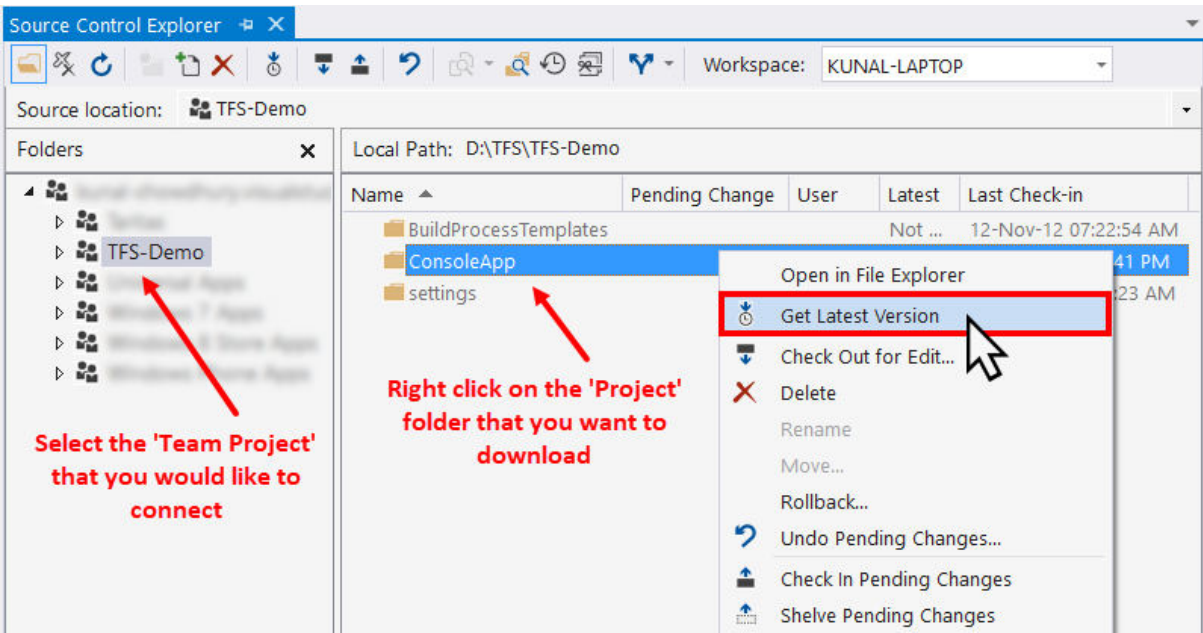 Source Control Explorer
Workspace: KUNAL-LAPTOP
Source location: TFS-Demo
Folders
Local Path: D:\TFS\TFS-Demo
Name Pending Change User Latest Last Check-in
BuildProcessTemplates Not ... 12-Nov-12 07:22:54 AM
TFS-Demo
ConsoleApp 41 PM
settings :23 AM
Open in File Explorer
Get Latest Version
Check Out for Edit...
Delete
Rename
Move...
Rollback...
Undo Pending Changes...
Check In Pending Changes
Shelve Pending Changes
Right click on the 'Project'
folder that you want to
download
Select the 'Team Project'
that you would like to
connect